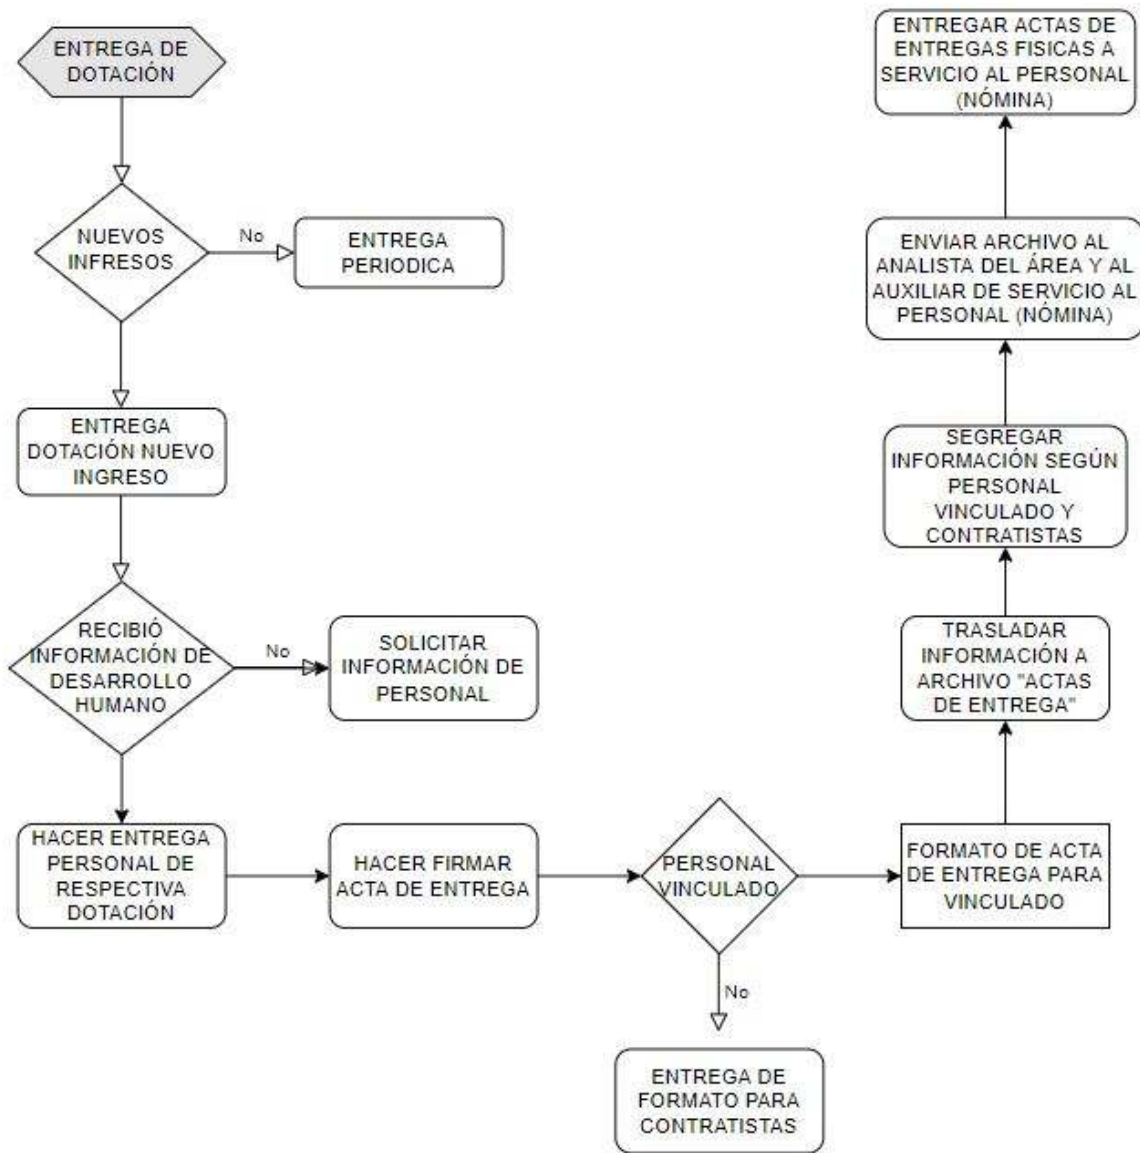 ENTREGA DE
DOTACIÓN
NUEVOS
INFRESOS
No
ENTREGA
PERIODICA
ENTREGA
DOTACIÓN NUEVO
INGRESO
RECIBIÓ
INFORMACIÓN DE
DESARROLLO
HUMANO
No
SOLICITAR
INFORMACIÓN DE
PERSONAL
HACER ENTREGA
PERSONAL DE
RESPECTIVA
DOTACIÓN
HACER FIRMAR
ACTA DE ENTREGA
PERSONAL
VINCULADO
No
ENTREGA DE
FORMATO PARA
CONTRATISTAS
FORMATO DE ACTA
DE ENTREGA PARA
VINCULADO
TRASLADAR
INFORMACIÓN A
ARCHIVO "ACTAS
DE ENTREGA"
SEGREGAR
INFORMACIÓN SEGÚN
PERSONAL
VINCULADO Y
CONTRATISTAS
ENVIAR ARCHIVO AL
ANALISTA DEL ÁREA Y AL
AUXILIAR DE SERVICIO AL
PERSONAL (NÓMINA)
ENTREGAR ACTAS DE
ENTREGAS FISICAS A
SERVICIO AL PERSONAL
(NÓMINA)